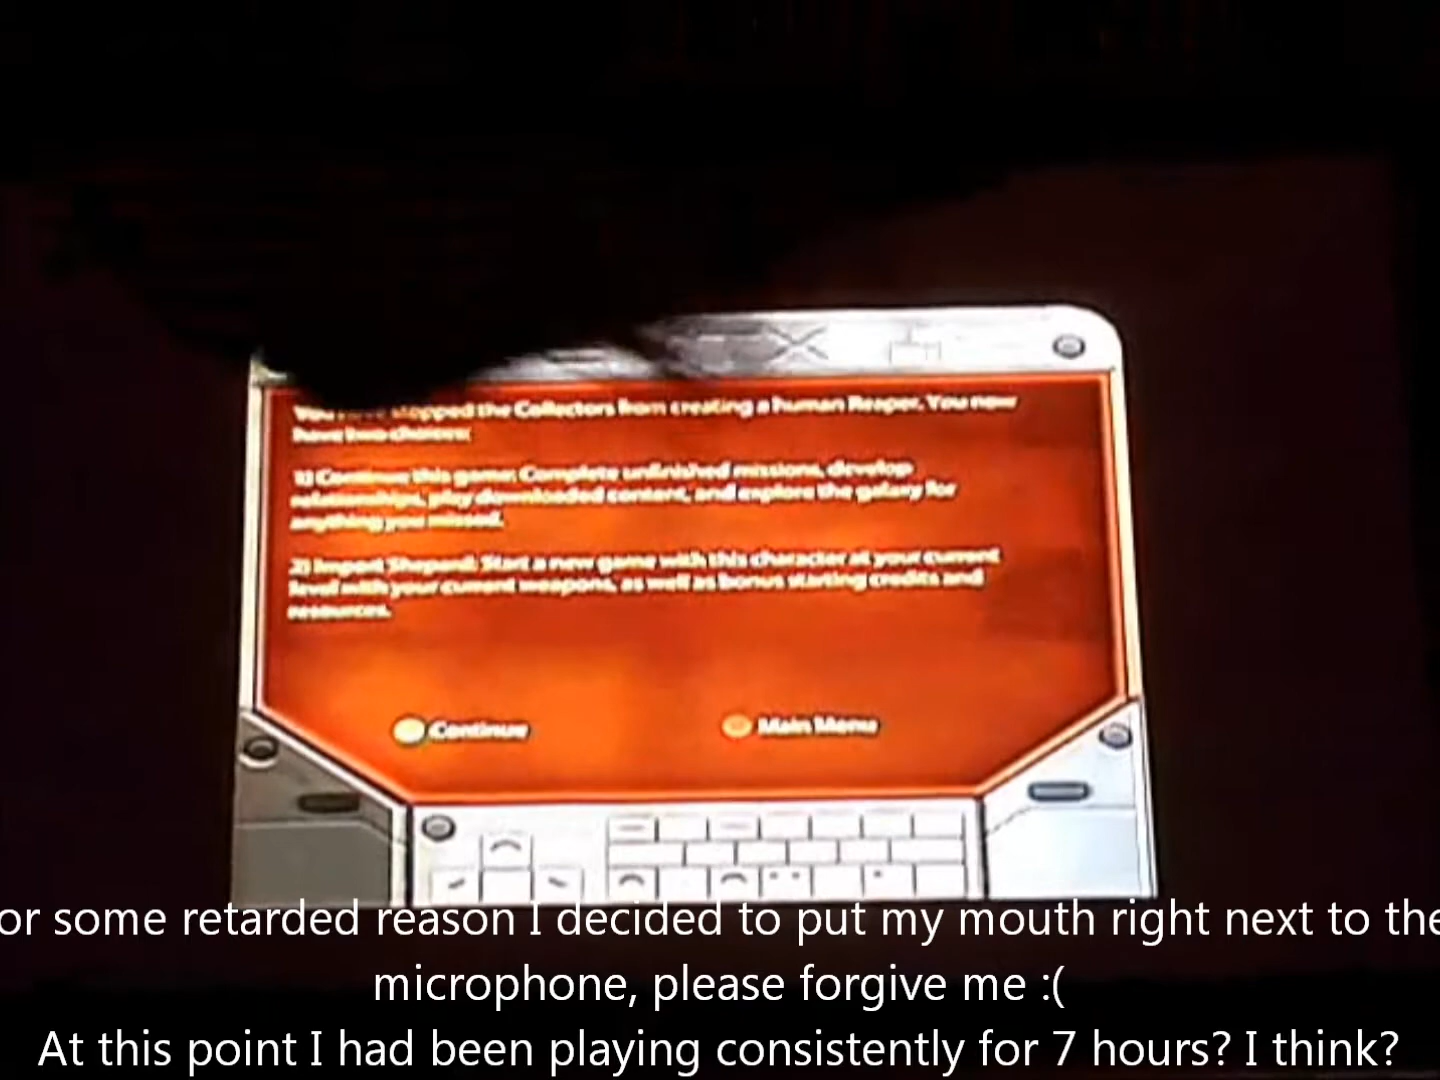 You have stopped the Collectors from creating a human Reaper. You now
have two choices:
1) Continue this game: Complete unfinished missions, develop
relationships, play downloaded content, and explore the galaxy for
anything you missed.
2) Import Shepard: Start a new game with this character at your current
level with your current weapons, as well as bonus starting credits and
resources.
Continue
Main Menu
or some retarded reason I decided to put my mouth right next to the
microphone, please forgive me :(
At this point I had been playing consistently for 7 hours? I think?